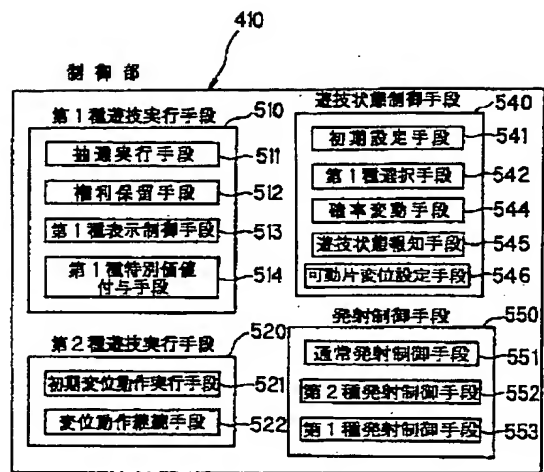 410
制御部
第1種遊技実行手段
510
抽選実行手段
511
権利保留手段
512
第1種表示制御手段
513
第1種特別価値
付与手段
514
第2種遊技実行手段
520
初期変位動作実行手段
521
変位動作継続手段
522
遊技状態制御手段
540
初期設定手段
541
第1種選択手段
542
確率変動手段
544
遊技状態報知手段
545
可動片変位設定手段
546
発射制御手段
550
通常発射制御手段
551
第2種発射制御手段
552
第1種発射制御手段
553